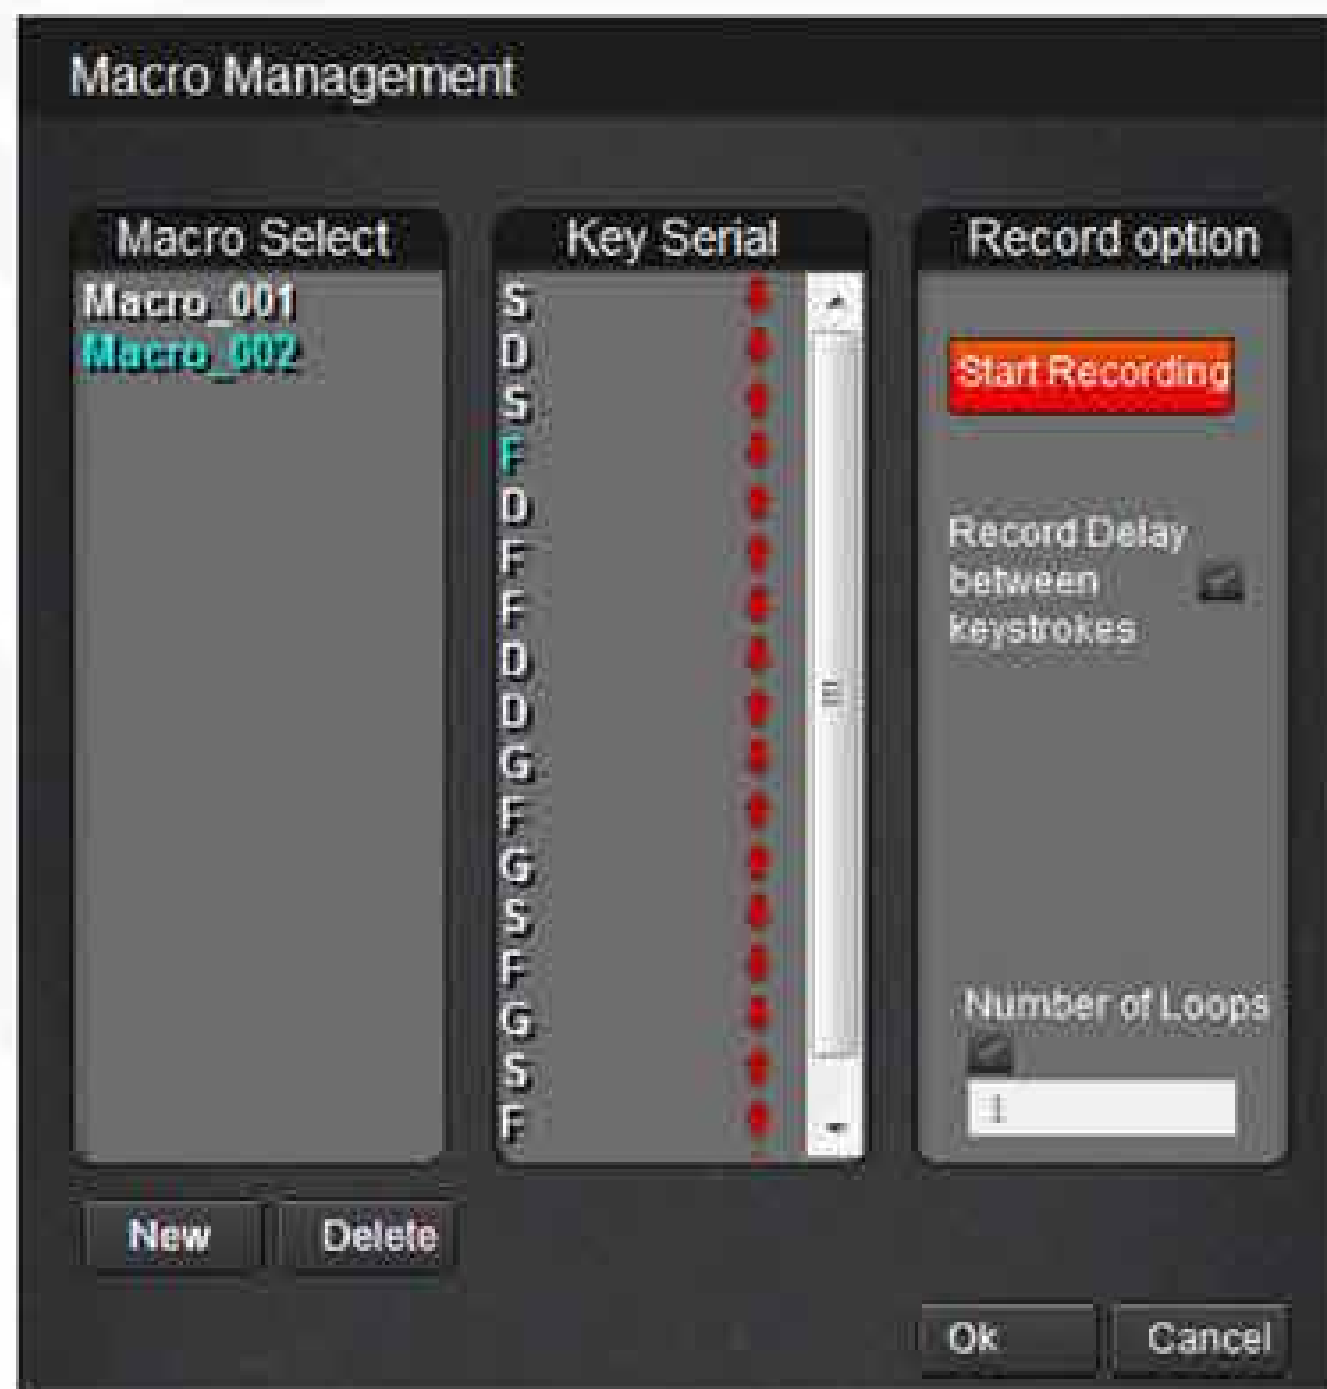 Macro Management
Macro Select
Macro_001
Macro_002
Key Serial
S
D
S
F
D
F
F
D
D
G
F
G
S
F
G
S
F
Record option
Start Recording
Record Delay
between
keystrokes
Number of Loops
1
New
Delete
Ok
Cancel